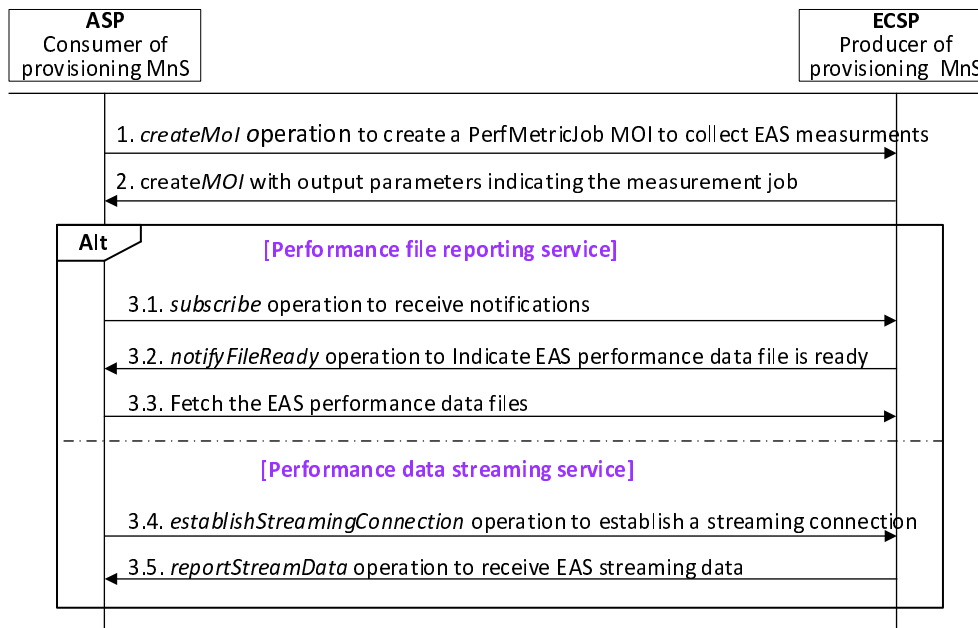 ASP
Consumer of
provisioning MnS
ECSP
Producer of
provisioning MnS
1. createMoI operation to create a PerfMetricJob MOI to collect EAS measurments
2. createMOI with output parameters indicating the measurement job
Alt
[Performance file reporting service]
3.1. subscribe operation to receive notifications
3.2. notifyFileReady operation to Indicate EAS performance data file is ready
3.3. Fetch the EAS performance data files
[Performance data streaming service]
3.4. establishStreamingConnection operation to establish a streaming connection
3.5. reportStreamData operation to receive EAS streaming data